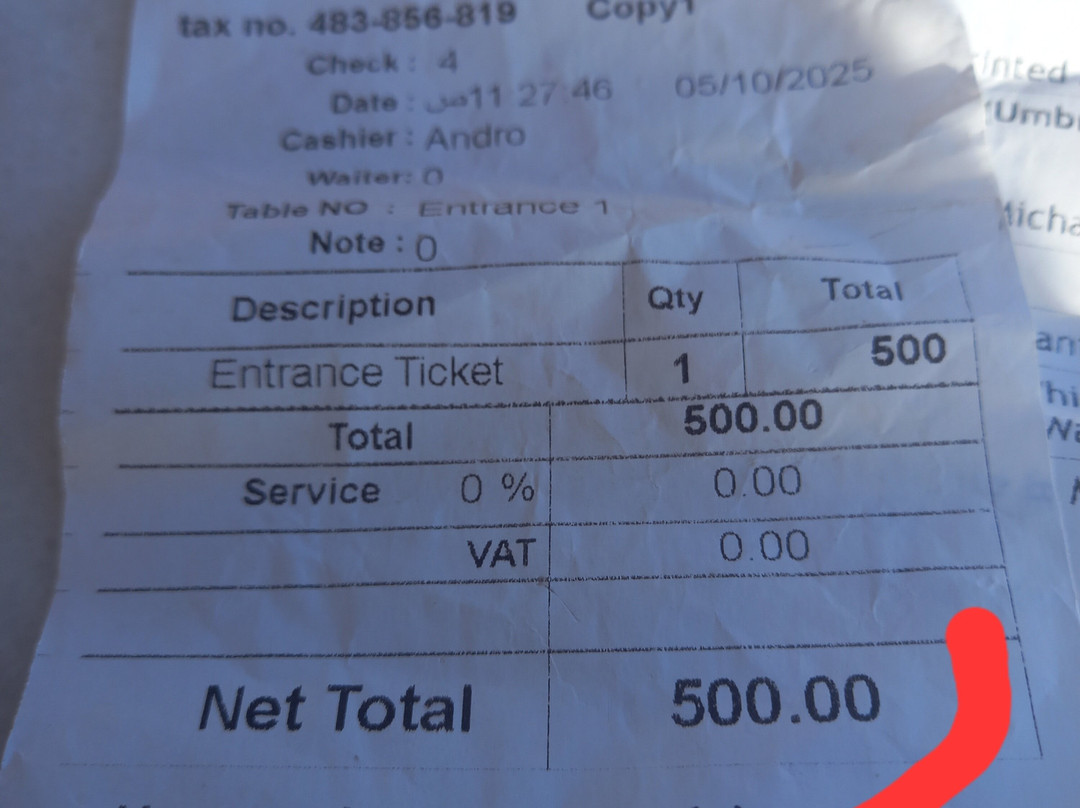 tax no. 483-856-819 Copy1
Check : 4
Date : ص11 27:46 05/10/2025
Cashier : Andro
Waiter: 0
Table NO : Entrance 1
Note : 0
Description Qty Total
Entrance Ticket 1 500
Total 500.00
Service 0 % 0.00
VAT 0.00
Net Total 500.00